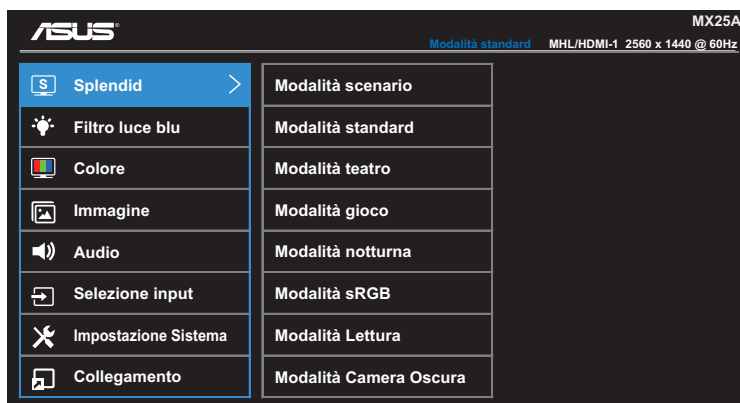 ASUS®
MX25A
Modalità standard MHL/HDMI-1 2560 x 1440 @ 60Hz
S Splendid
Filtro luce blu
Colore
Immagine
Audio
Selezione input
Impostazione Sistema
Collegamento
Modalità scenario
Modalità standard
Modalità teatro
Modalità gioco
Modalità notturna
Modalità sRGB
Modalità Lettura
Modalità Camera Oscura